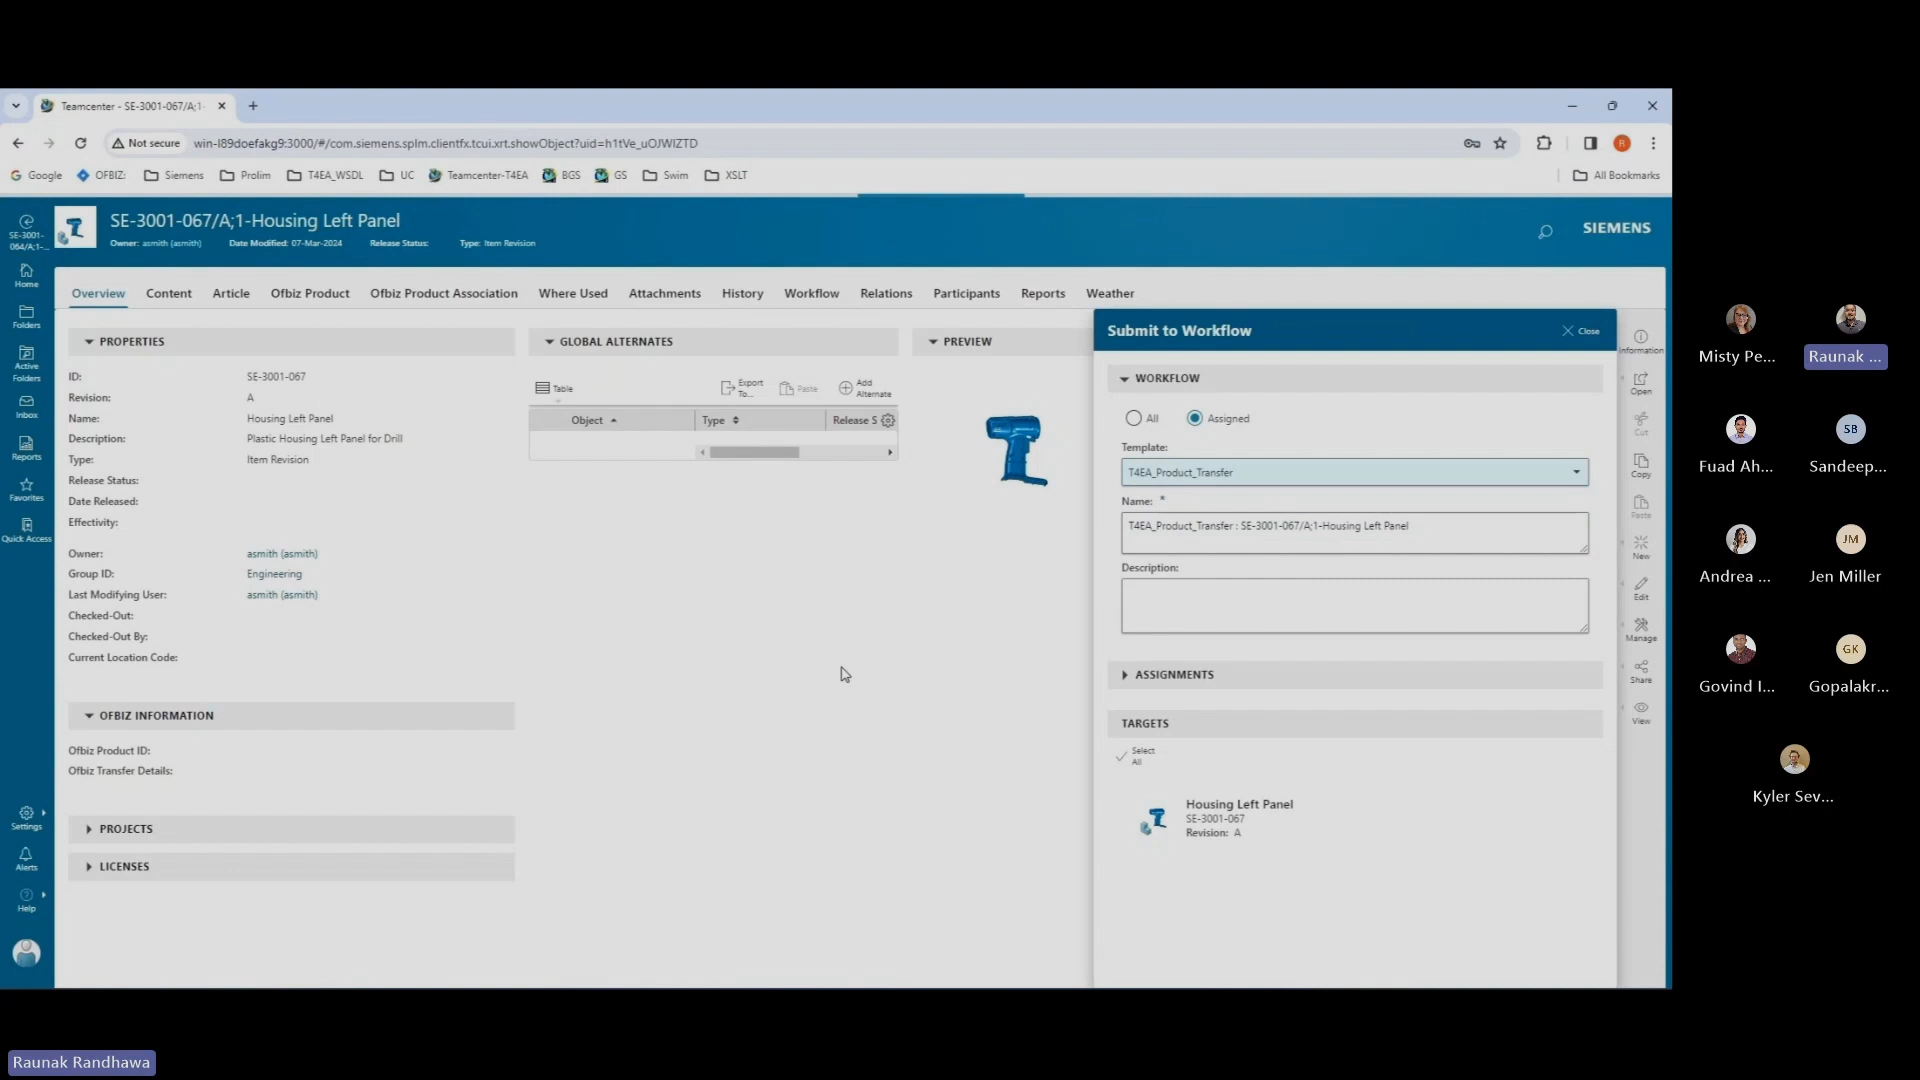 Teamcenter - SE-3001-067/A;1-
Not secure
win-l89doefakg9:3000/#/com.siemens.splm.clientfx.tcui.xrt.showObject?uid=h1tVe_uOJWIZTD
R
Google
OFBIZ:
Siemens
Prolim
T4EA_WSDL
UC
Teamcenter-T4EA
BGS
GS
Swim
XSLT
All Bookmarks
SE-3001-
064/A;1-...
Home
Folders
Active
Folders
Inbox
Reports
Favorites
Quick Access
Settings
Alerts
Help
SE-3001-067/A;1-Housing Left Panel
Owner: asmith (asmith)
Date Modified: 07-Mar-2024
Release Status:
Type: Item Revision
SIEMENS
Overview
Content
Article
Ofbiz Product
Ofbiz Product Association
Where Used
Attachments
History
Workflow
Relations
Participants
Reports
Weather
PROPERTIES
ID: SE-3001-067
Revision: A
Name: Housing Left Panel
Description: Plastic Housing Left Panel for Drill
Type: Item Revision
Release Status:
Date Released:
Effectivity:
Owner: asmith (asmith)
Group ID: Engineering
Last Modifying User: asmith (asmith)
Checked-Out:
Checked-Out By:
Current Location Code:
OFBIZ INFORMATION
Ofbiz Product ID:
Ofbiz Transfer Details:
PROJECTS
LICENSES
GLOBAL ALTERNATES
Table
Export
To...
Paste
Add
Alternate
Object
Type
Release S
PREVIEW
Submit to Workflow
Close
WORKFLOW
All
Assigned
Template:
T4EA_Product_Transfer
Name: *
T4EA_Product_Transfer : SE-3001-067/A;1-Housing Left Panel
Description:
ASSIGNMENTS
TARGETS
Select
All
Housing Left Panel
SE-3001-067
Revision: A
Information
Open
Cut
Copy
Paste
New
Edit
Manage
Share
View
Misty Pe...
Raunak ...
Fuad Ah...
SB
Sandeep...
Andrea ...
JM
Jen Miller
Govind I...
GK
Gopalakr...
Kyler Sev...
Raunak Randhawa